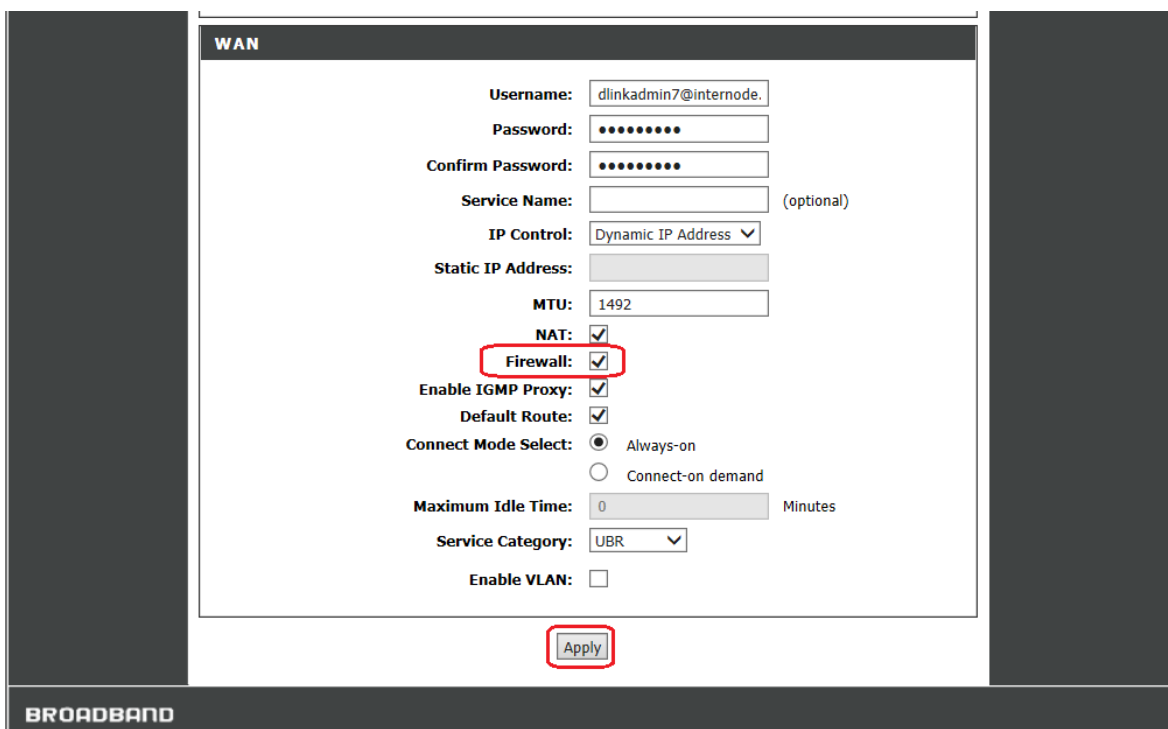 WAN
Username: dlinkadmin7@internode.
Password: •••••••••
Confirm Password: •••••••••
Service Name: (optional)
IP Control: Dynamic IP Address
Static IP Address:
MTU: 1492
NAT:
Firewall:
Enable IGMP Proxy:
Default Route:
Connect Mode Select: Always-on
Connect-on demand
Maximum Idle Time: 0 Minutes
Service Category: UBR
Enable VLAN:
Apply
BROADBAND